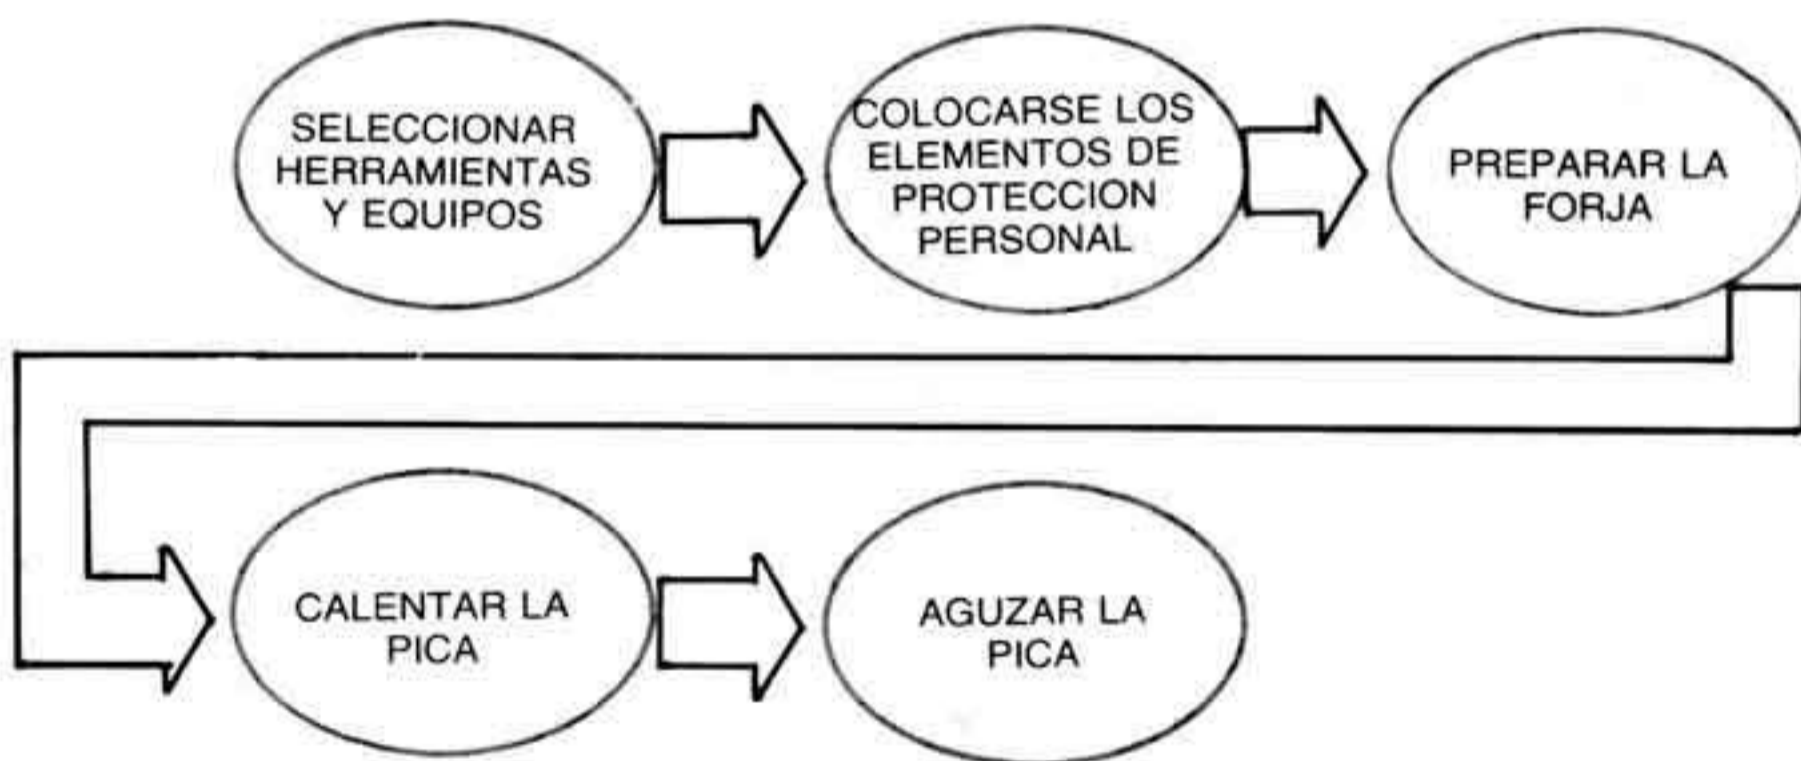 SELECCIONAR
HERRAMIENTAS
Y EQUIPOS
COLOCARSE LOS
ELEMENTOS DE
PROTECCION
PERSONAL
PREPARAR LA
FORJA
CALENTAR LA
PICA
AGUZAR LA
PICA